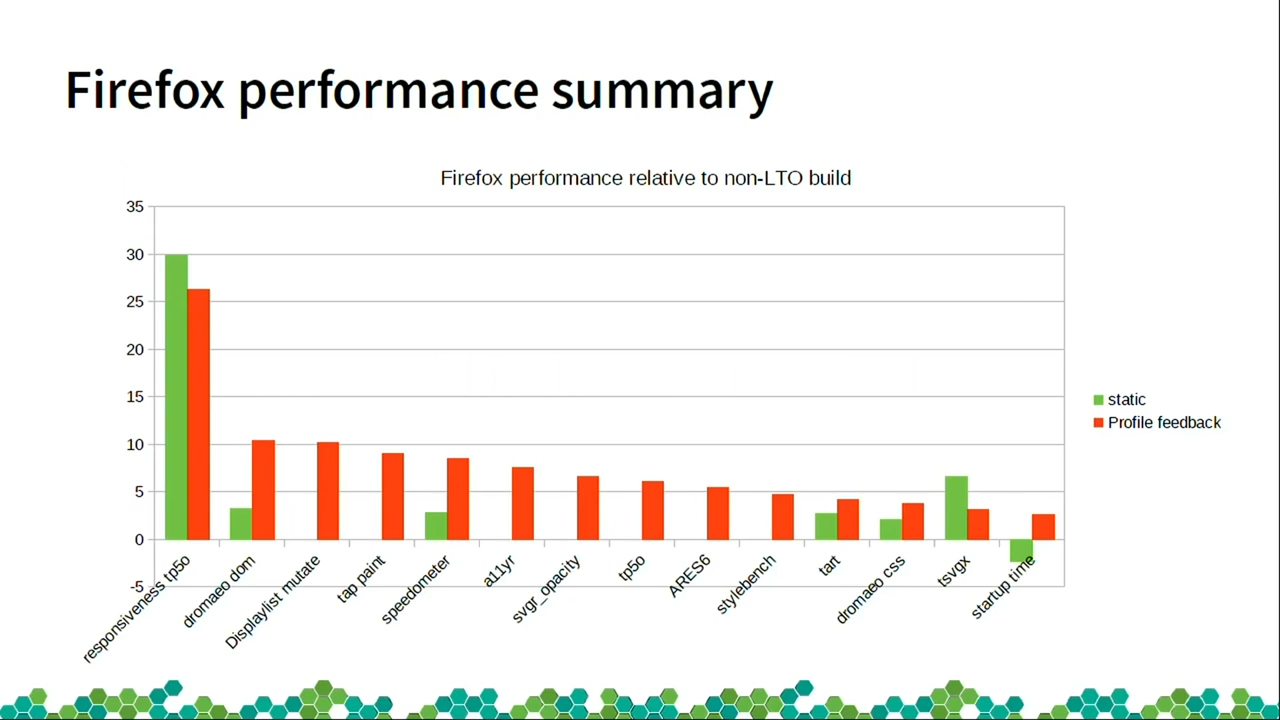 Firefox performance summary
Firefox performance relative to non-LTO build
35
30
25
20
15
10
5
0
-5
responsiveness tp5o
dromaeo dom
Displaylist mutate
tap paint
speedometer
a11yr
svgr_opacity
tp5o
ARES6
stylebench
tart
dromaeo css
tsvgx
startup time
static
Profile feedback